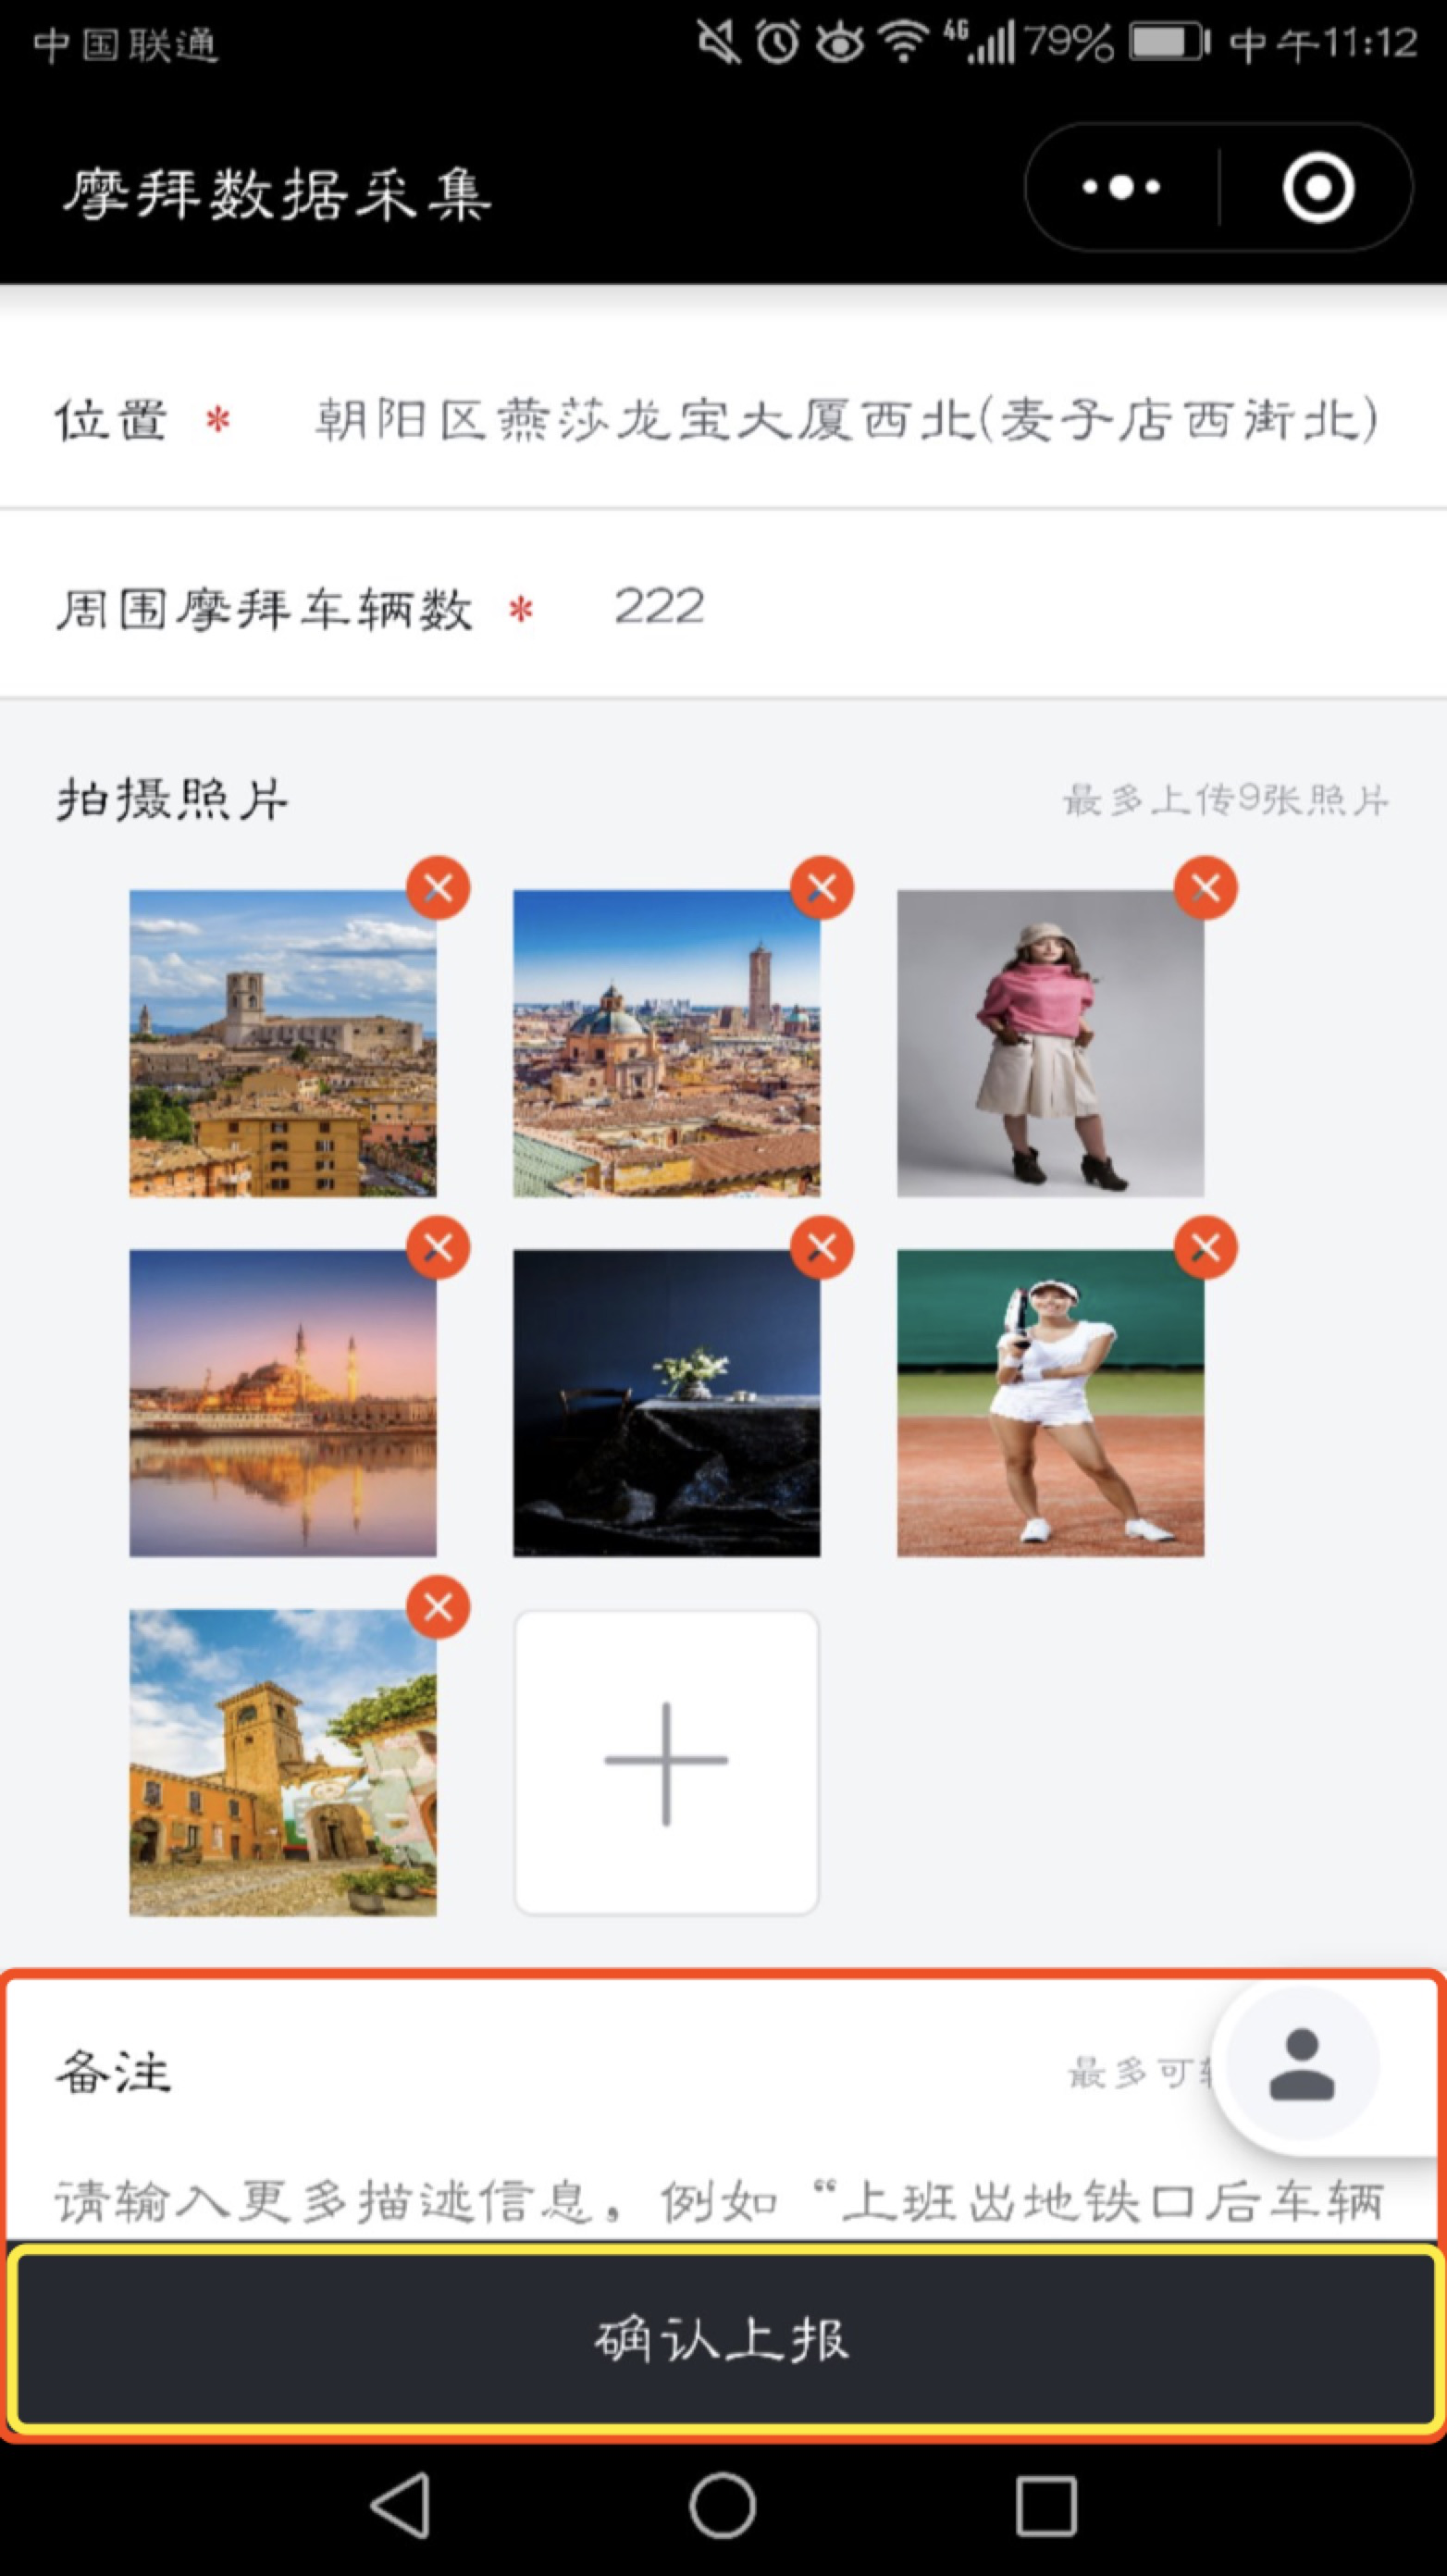 中国联通 4G 79% 中午11:12
摩拜数据采集
位置 * 朝阳区燕莎龙宝大厦西北(麦子店西街北)
周围摩拜车辆数 * 222
拍摄照片 最多上传9张照片
备注 最多可
请输入更多描述信息，例如“上班出地铁口后车辆
确认上报